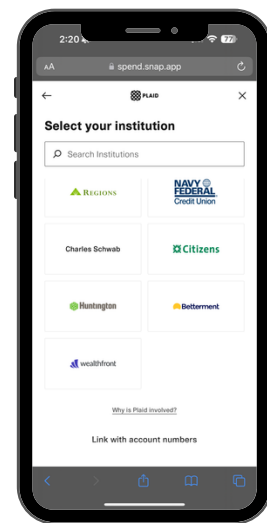 2:20
77
AA
spend.snap.app
PLAID
Select your institution
Search Institutions
REGIONS
NAVY
FEDERAL
Credit Union
Charles Schwab
Citizens
Huntington
Betterment
wealthfront
Why is Plaid involved?
Link with account numbers